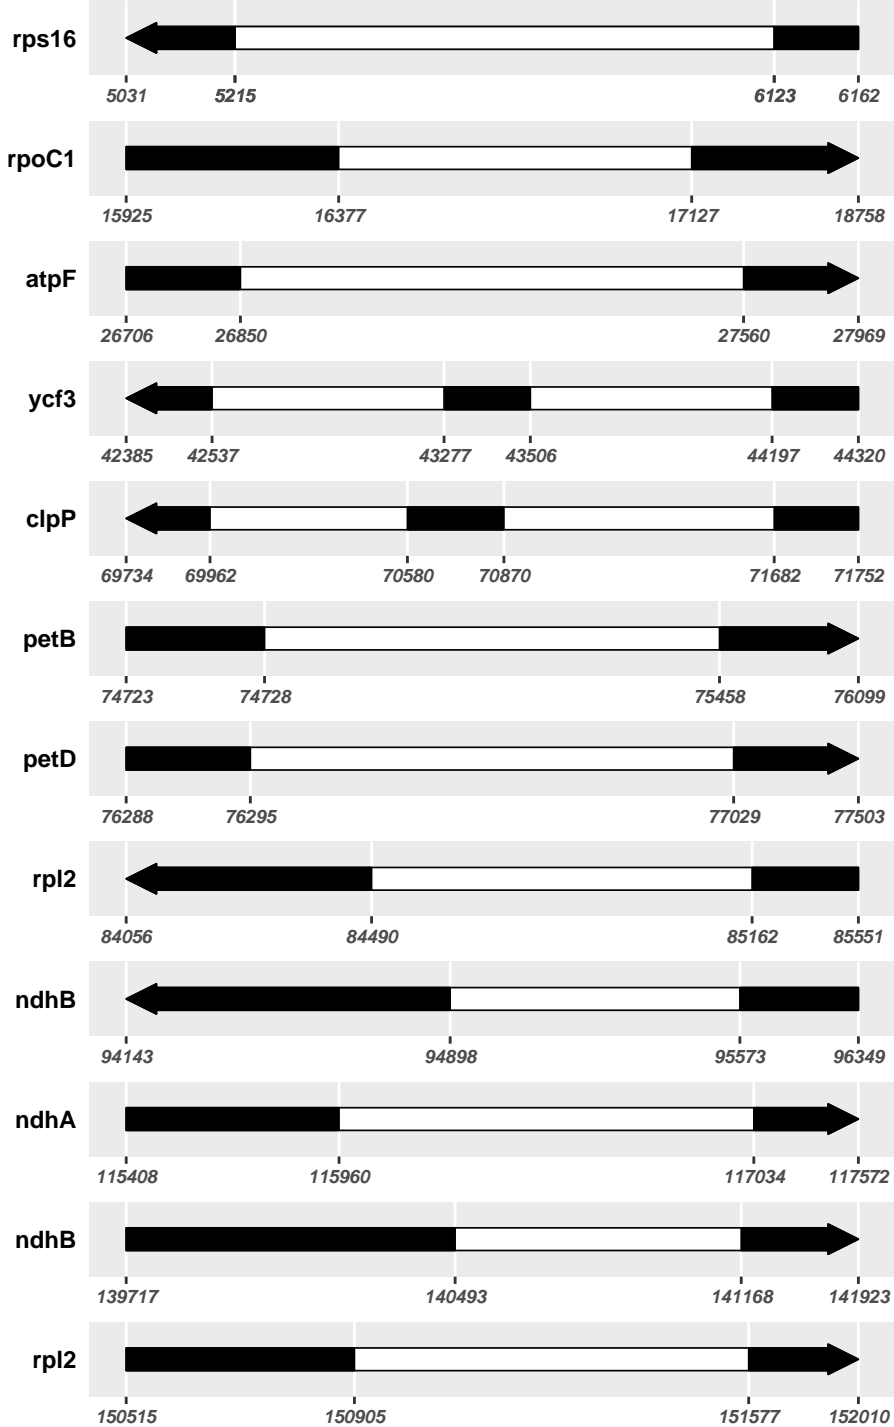 rps16
5031 5215 6123 6162
rpoC1
15925 16377 17127 18758
atpF
26706 26850 27560 27969
ycf3
42385 42537 43277 43506 44197 44320
clpP
69734 69962 70580 70870 71682 71752
petB
74723 74728 75458 76099
petD
76288 76295 77029 77503
rpl2
84056 84490 85162 85551
ndhB
94143 94898 95573 96349
ndhA
115408 115960 117034 117572
ndhB
139717 140493 141168 141923
rpl2
150515 150905 151577 152010